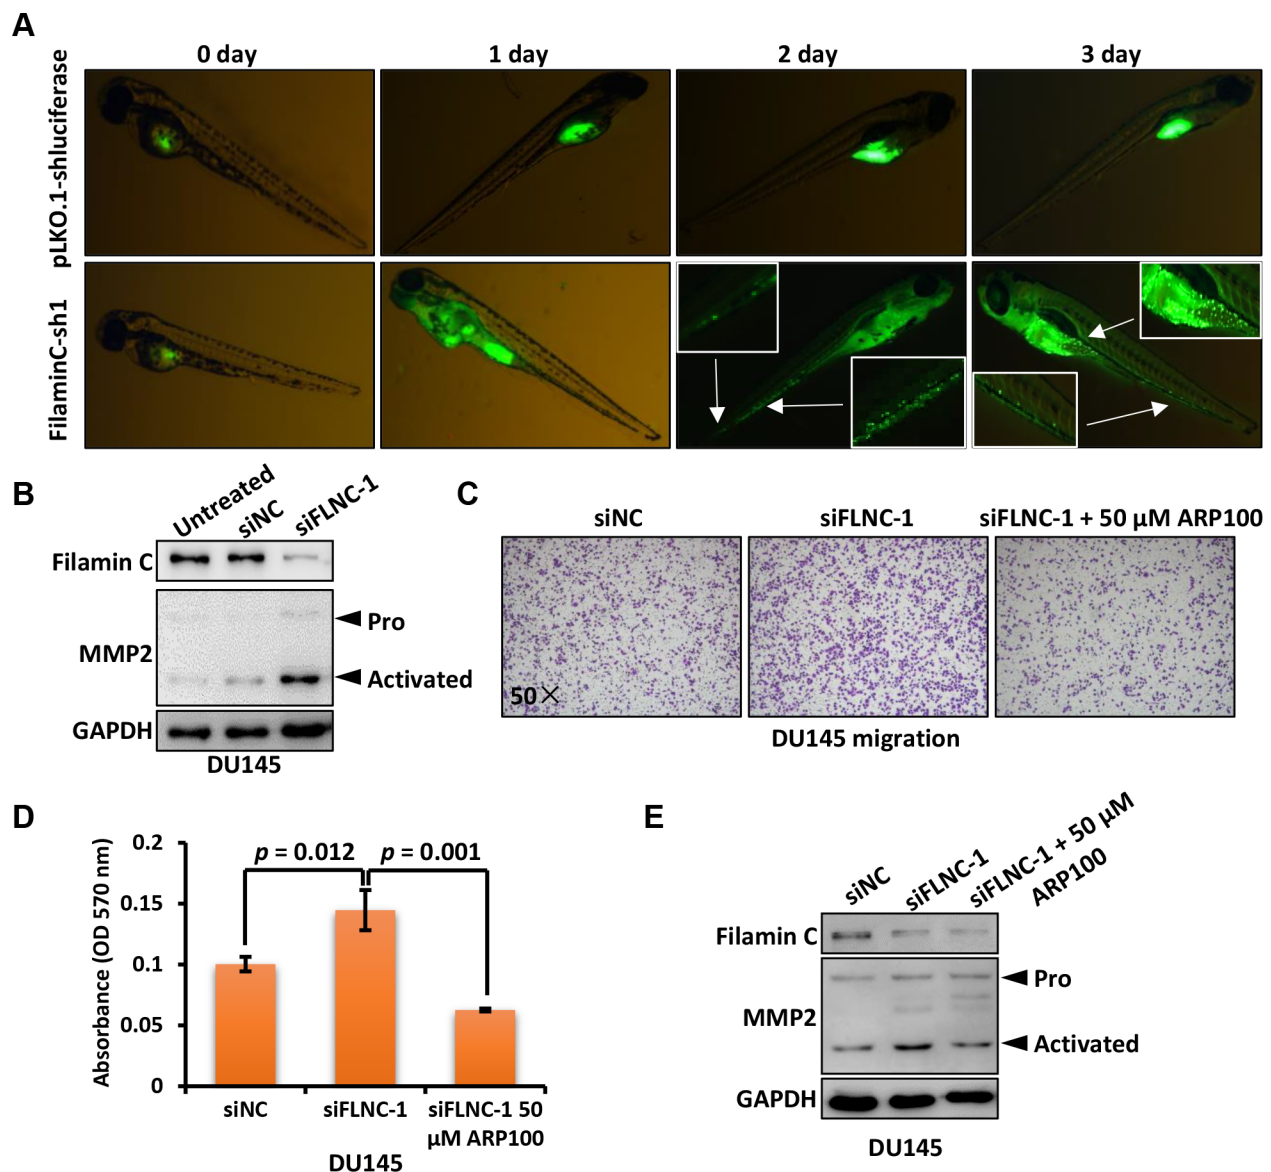 A
0 day
1 day
2 day
3 day
pLKO.1-shluciferase
FilaminC-sh1
B
Untreated
siNC
siFLNC-1
Filamin C
MMP2
Pro
Activated
GAPDH
DU145
C
siNC
siFLNC-1
siFLNC-1 + 50 µM ARP100
50×
DU145 migration
D
Absorbance (OD 570 nm)
0.2
0.15
0.1
0.05
0
p = 0.012
p = 0.001
siNC
siFLNC-1
siFLNC-1 50
µM ARP100
DU145
E
siNC
siFLNC-1
siFLNC-1 + 50 µM
ARP100
Filamin C
MMP2
Pro
Activated
GAPDH
DU145